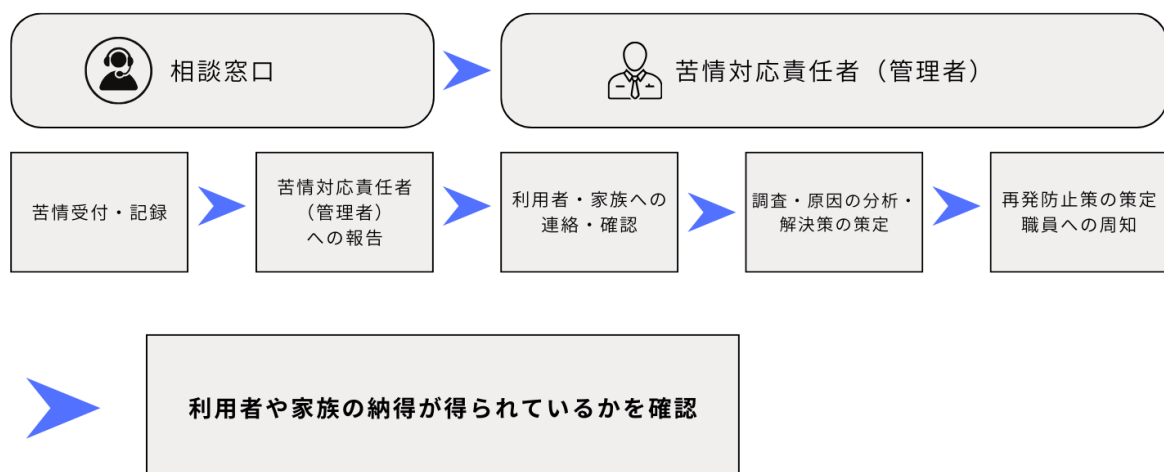 相談窓口
苦情対応責任者（管理者）
苦情受付・記録
苦情対応責任者
（管理者）
への報告
利用者・家族への
連絡・確認
調査・原因の分析・
解決策の策定
再発防止策の策定
職員への周知
利用者や家族の納得が得られているかを確認